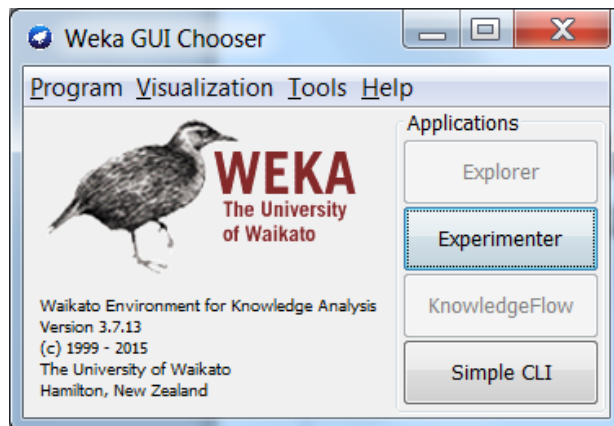 Weka GUI Chooser
Program Visualization Tools Help
WEKA
The University
of Waikato
Waikato Environment for Knowledge Analysis
Version 3.7.13
(c) 1999 - 2015
The University of Waikato
Hamilton, New Zealand
Applications
Explorer
Experimenter
KnowledgeFlow
Simple CLI